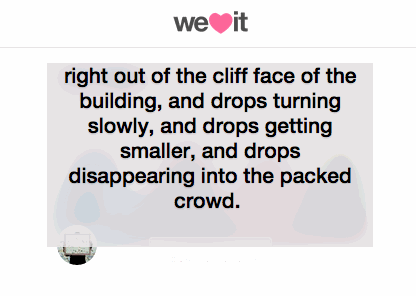 we it
right out of the cliff face of the
building, and drops turning
slowly, and drops getting
smaller, and drops
disappearing into the packed
crowd.